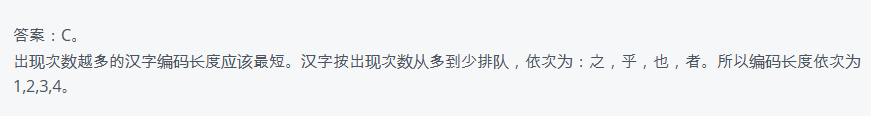 答案：C。
出现次数越多的汉字编码长度应该最短。汉字按出现次数从多到少排队，依次为：之，乎，也，者。所以编码长度依次为
1,2,3,4。